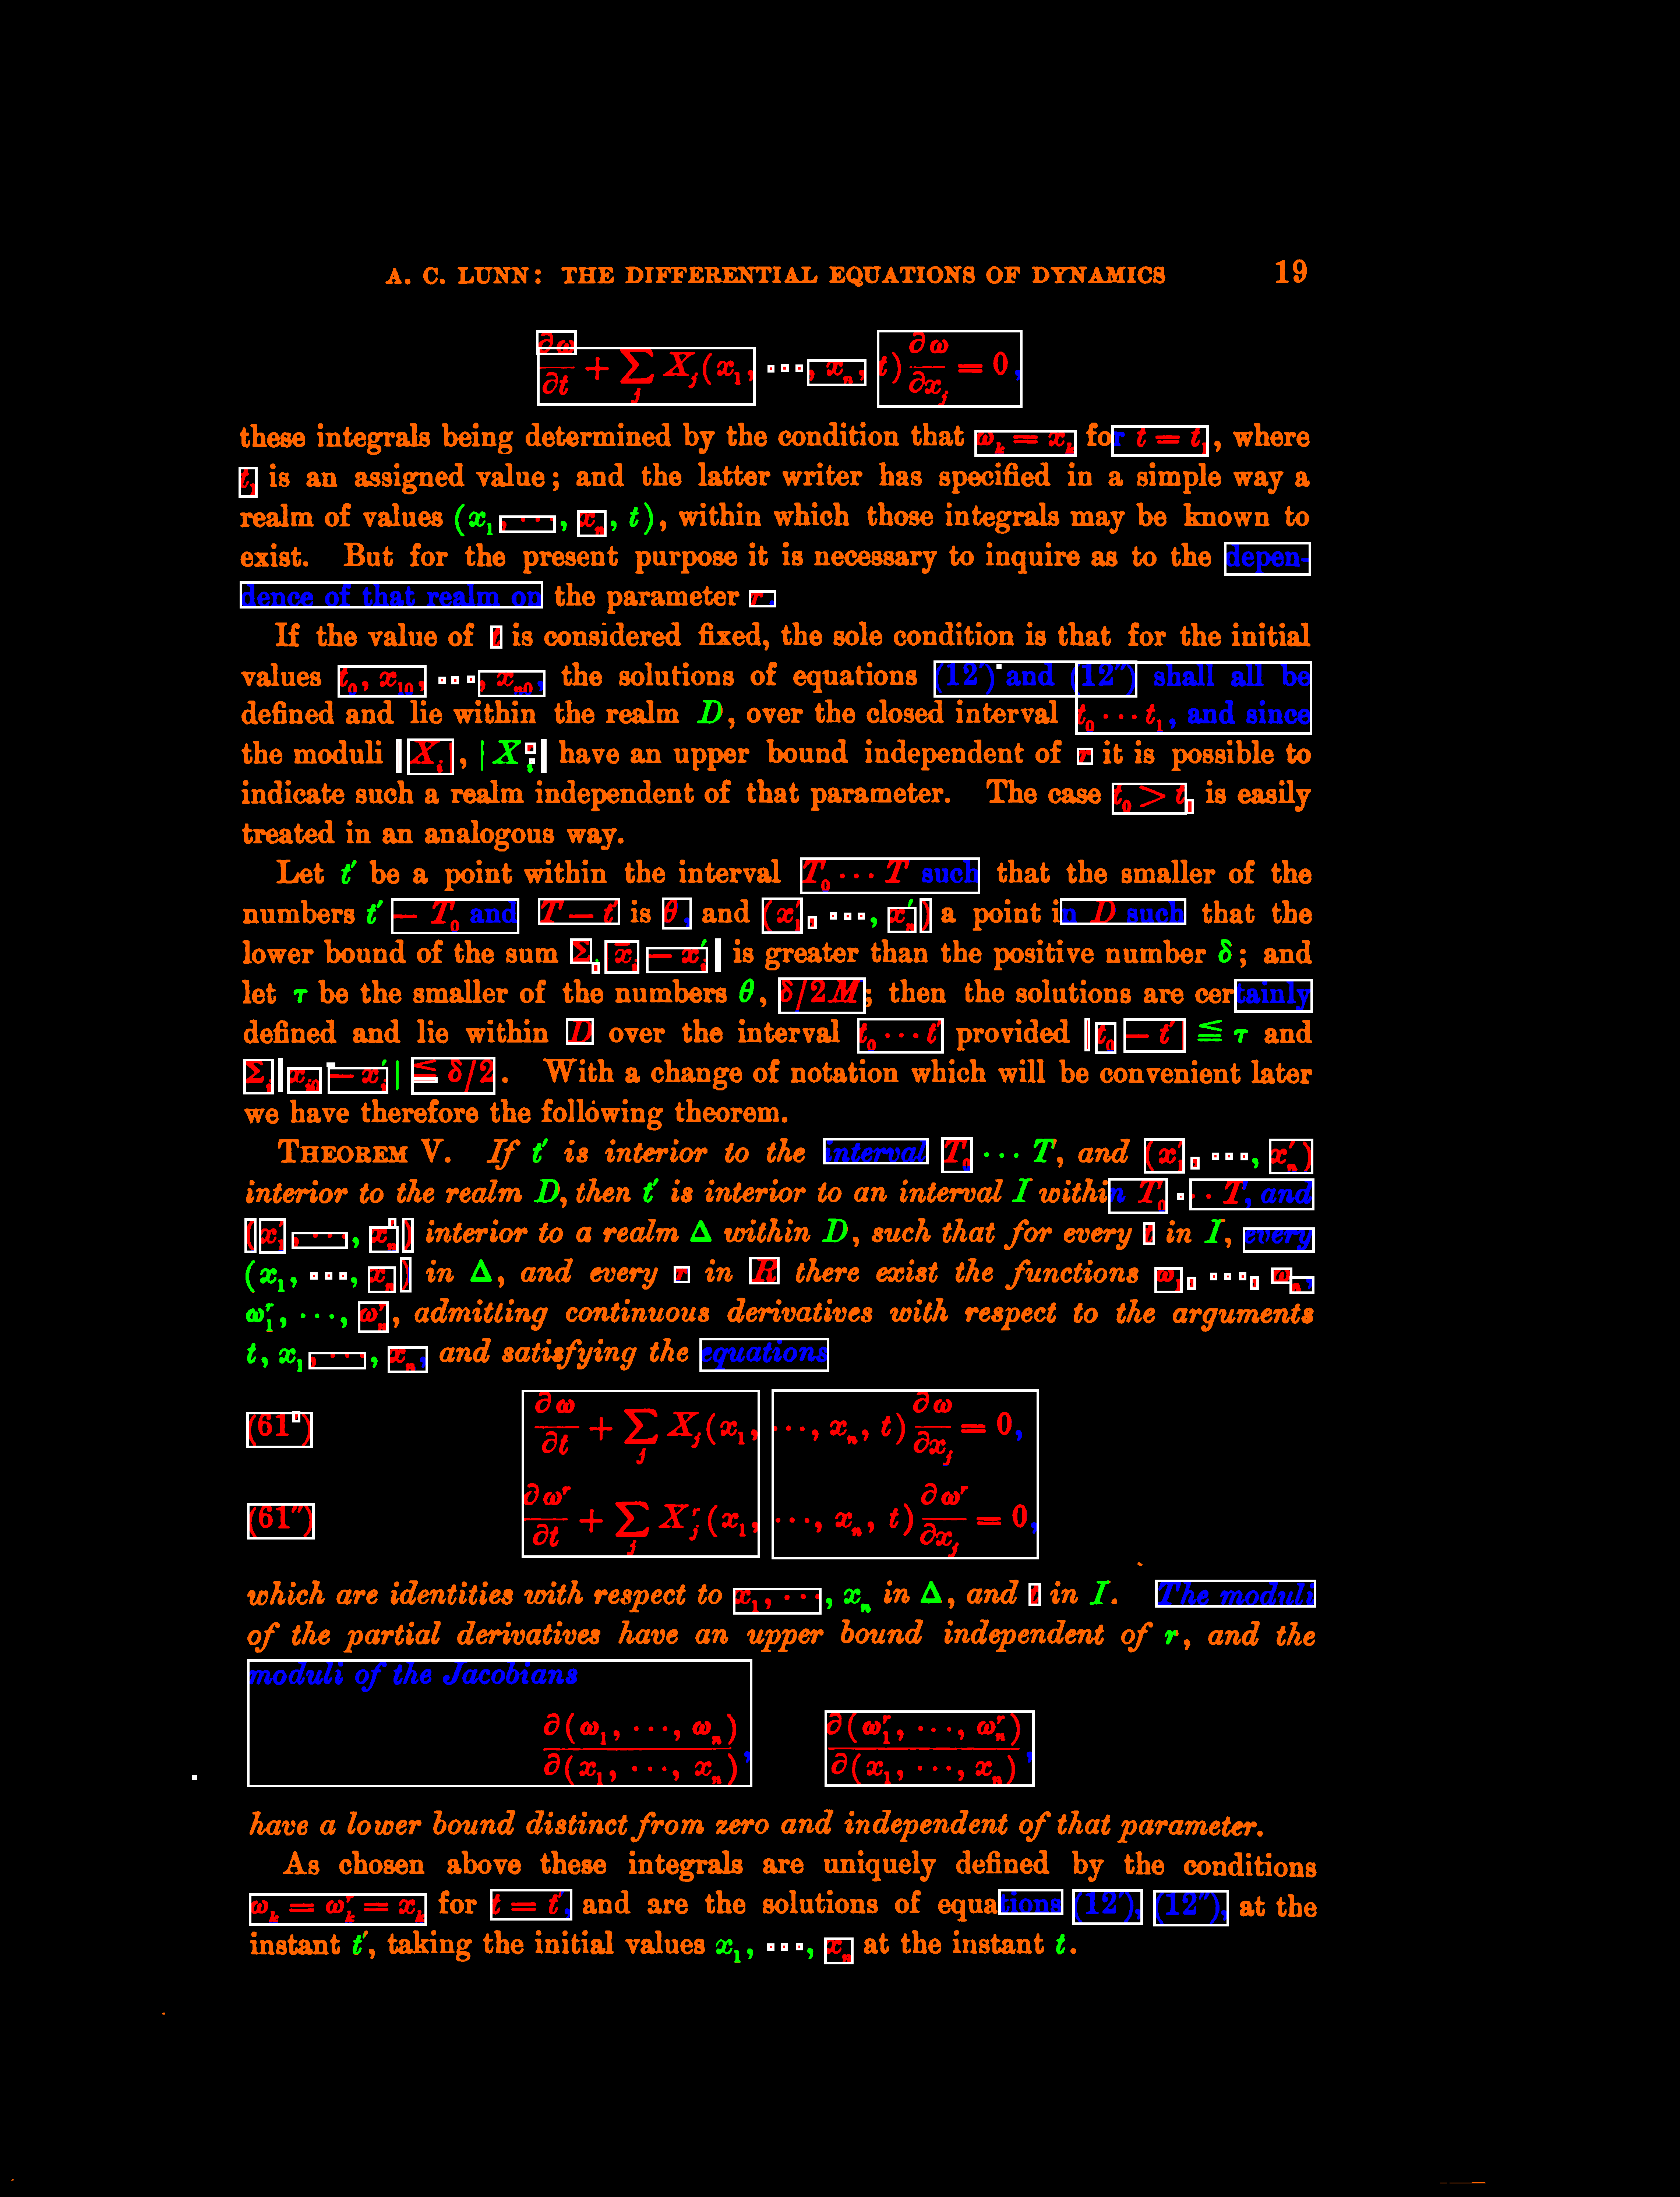 A. C. LUNN: THE DIFFERENTIAL EQUATIONS OF DYNAMICS 19
∂ω/∂t + ∑_j X_j(x_1, ···, x_n, t) ∂ω/∂x_j = 0,
these integrals being determined by the condition that ω_k = x_k for t = t_1, where
t_1 is an assigned value; and the latter writer has specified in a simple way a
realm of values (x_1, ···, x_n, t), within which those integrals may be known to
exist. But for the present purpose it is necessary to inquire as to the depen-
dence of that realm on the parameter r.
If the value of t is considered fixed, the sole condition is that for the initial
values t_0, x_10, ···, x_n0, the solutions of equations (12′) and (12″) shall all be
defined and lie within the realm D, over the closed interval t_0 ··· t_1, and since
the moduli |X_i|, |X_i^r| have an upper bound independent of r it is possible to
indicate such a realm independent of that parameter. The case t_0 > t_1 is easily
treated in an analogous way.
Let t′ be a point within the interval T_0 ··· T such that the smaller of the
numbers t′ − T_0 and T − t′ is θ, and (x′_1, ···, x′_n) a point in D such that the
lower bound of the sum Σ_i |x̄_i − x′_i| is greater than the positive number δ; and
let τ be the smaller of the numbers θ, δ/2M; then the solutions are certainly
defined and lie within D over the interval t_0 ··· t′ provided |t_0 − t′| ≦ τ and
Σ_i |x_i0 − x′_i| ≦ δ/2. With a change of notation which will be convenient later
we have therefore the following theorem.
THEOREM V. If t′ is interior to the interval T_0 ··· T, and (x′_1, ···, x′_n)
interior to the realm D, then t′ is interior to an interval I within T_0 ··· T, and
(x′_1, ···, x′_n) interior to a realm Δ within D, such that for every t in I, every
(x_1, ···, x_n) in Δ, and every r in R there exist the functions ω_1, ···, ω_n,
ω_1^r, ···, ω_n^r, admitting continuous derivatives with respect to the arguments
t, x_1, ···, x_n, and satisfying the equations
(61′) ∂ω/∂t + ∑_j X_j(x_1, ···, x_n, t) ∂ω/∂x_j = 0,
(61″) ∂ω^r/∂t + ∑_j X_j^r(x_1, ···, x_n, t) ∂ω^r/∂x_j = 0,
which are identities with respect to x_1, ···, x_n in Δ, and t in I. The moduli
of the partial derivatives have an upper bound independent of r, and the
moduli of the Jacobians
∂(ω_1, ···, ω_n)/∂(x_1, ···, x_n), ∂(ω_1^r, ···, ω_n^r)/∂(x_1, ···, x_n),
have a lower bound distinct from zero and independent of that parameter.
As chosen above these integrals are uniquely defined by the conditions
ω_k = ω_k^r = x_k for t = t′, and are the solutions of equations (12′), (12″), at the
instant t′, taking the initial values x_1, ···, x_n at the instant t.